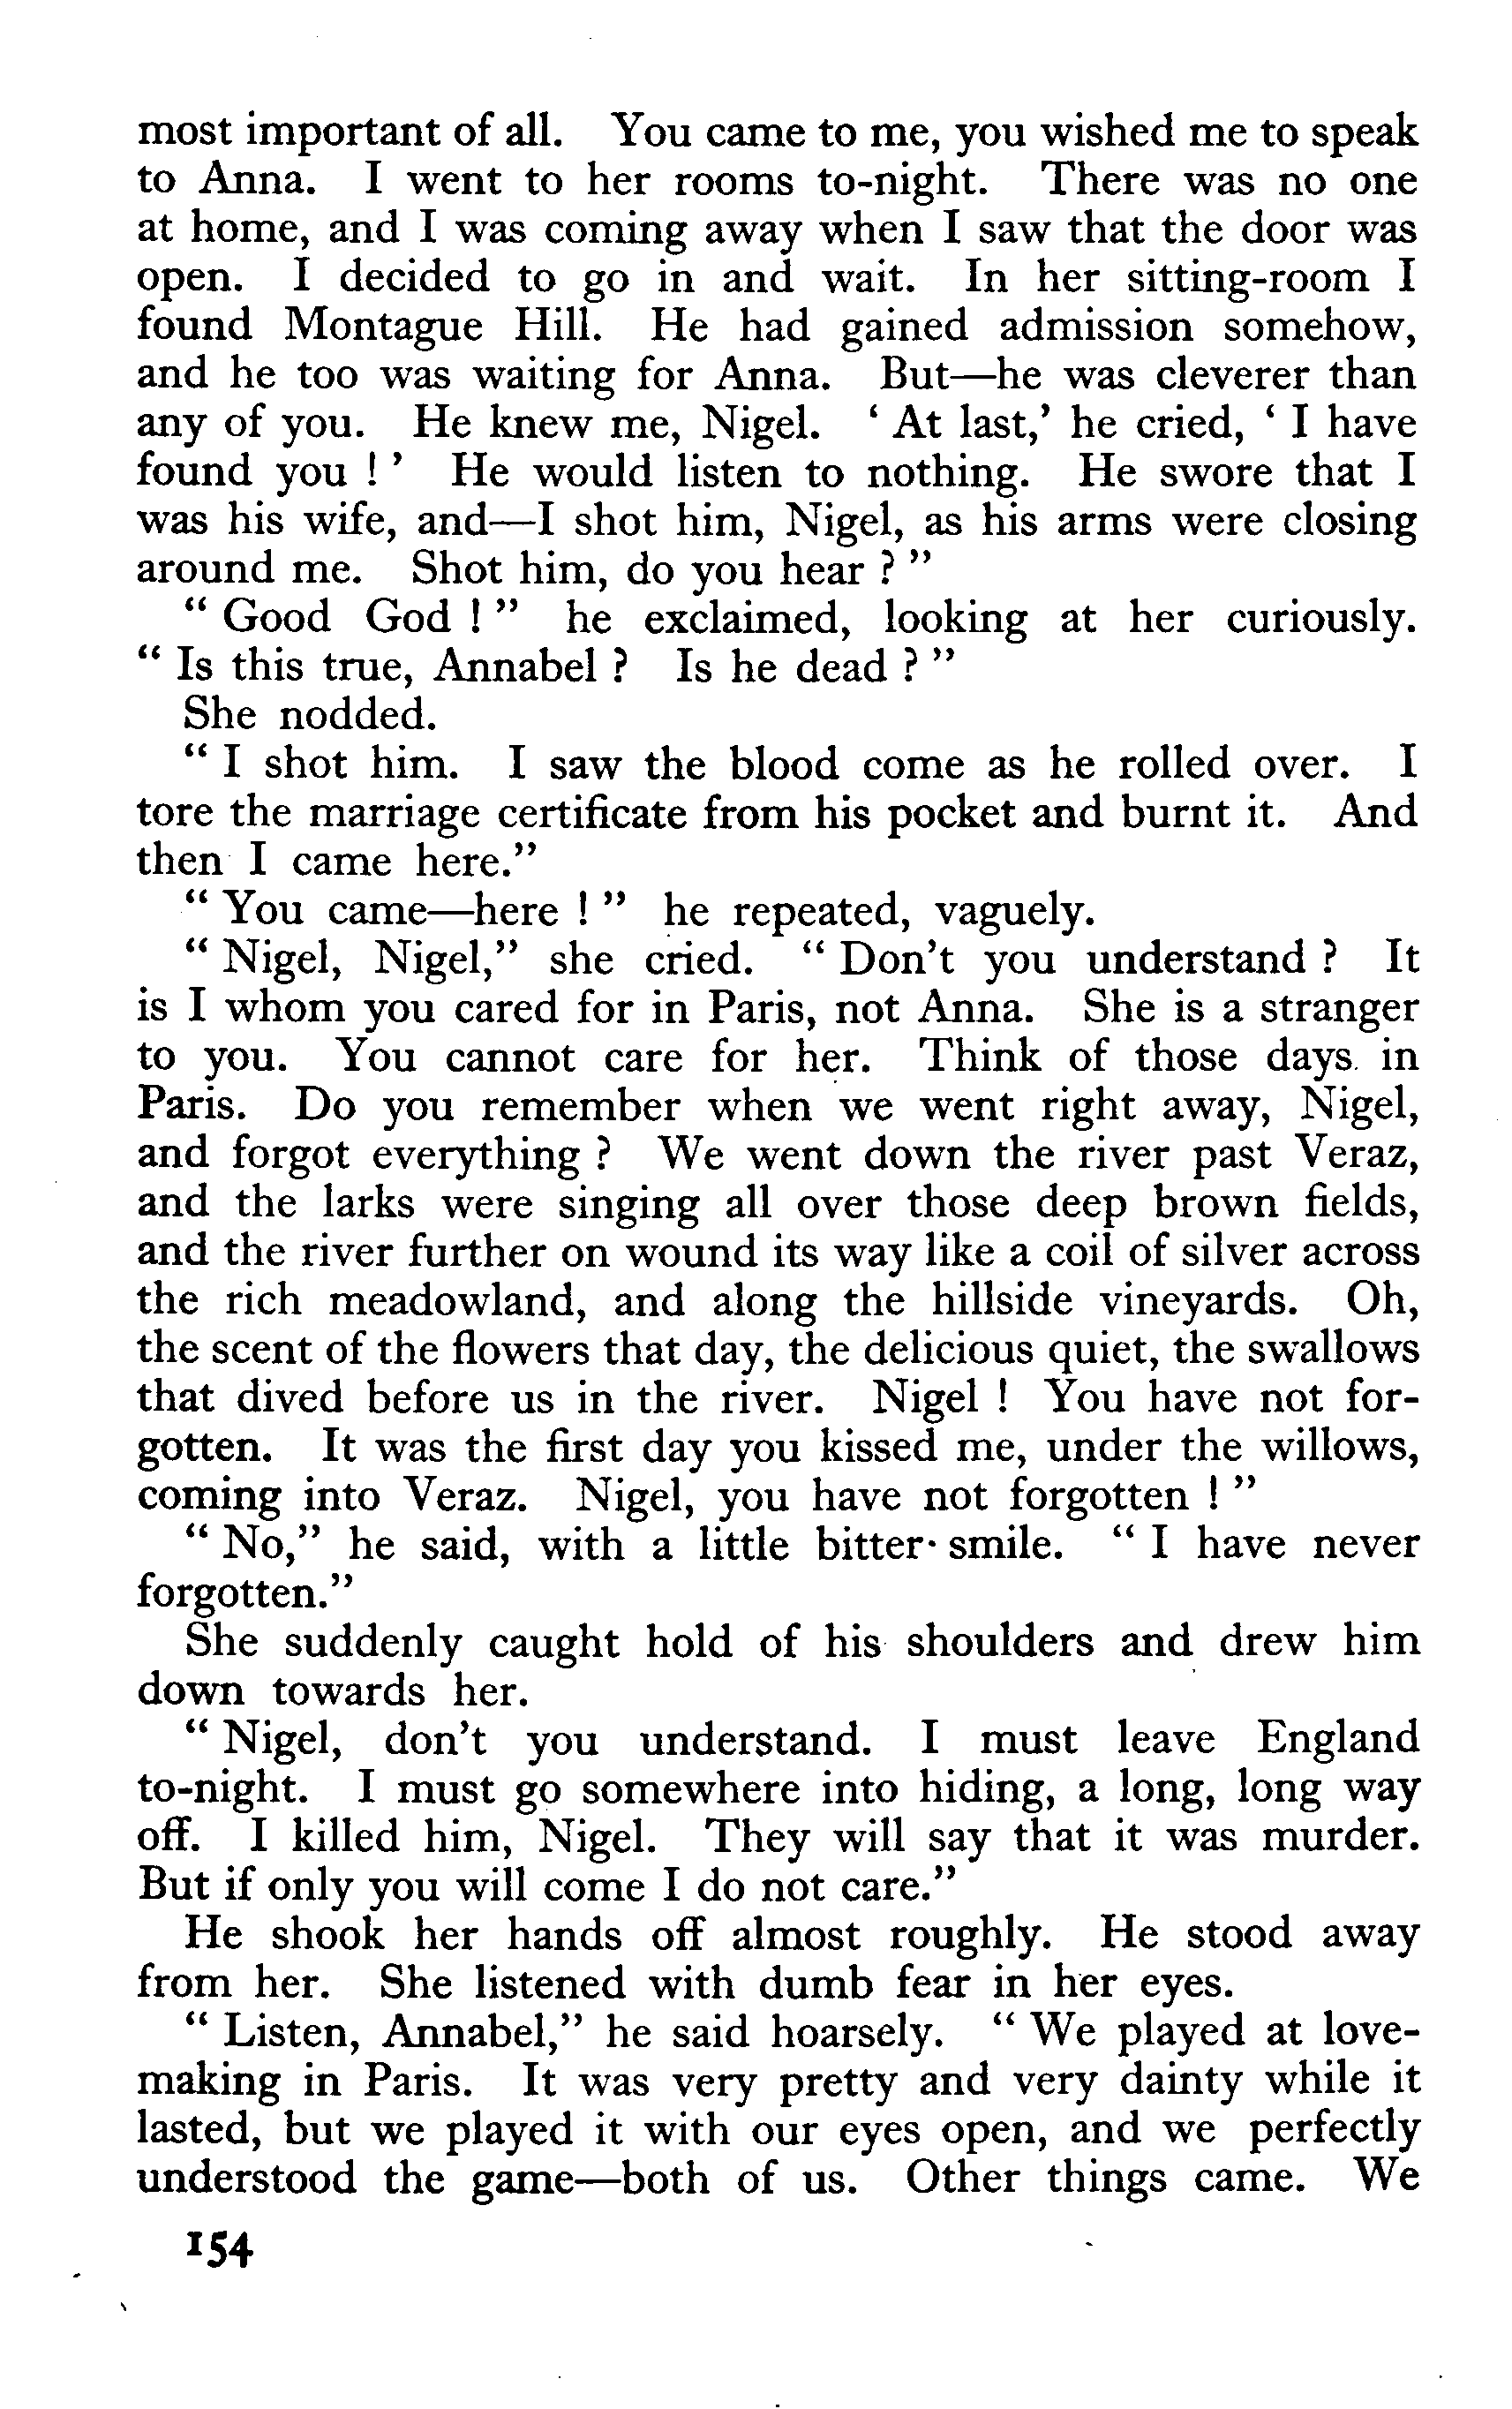 most important of all. You came to me, you wished me to speak
to Anna. I went to her rooms to-night. There was no one
at home, and I was coming away when I saw that the door was
open. I decided to go in and wait. In her sitting-room I
found Montague Hill. He had gained admission somehow,
and he too was waiting for Anna. But—he was cleverer than
any of you. He knew me, Nigel. ‘ At last,’ he cried, ‘ I have
found you ! ’ He would listen to nothing. He swore that I
was his wife, and—I shot him, Nigel, as his arms were closing
around me. Shot him, do you hear ? ”
“ Good God ! ” he exclaimed, looking at her curiously.
“ Is this true, Annabel ? Is he dead ? ”
She nodded.
“ I shot him. I saw the blood come as he rolled over. I
tore the marriage certificate from his pocket and burnt it. And
then I came here.”
“ You came—here ! ” he repeated, vaguely.
“ Nigel, Nigel,” she cried. “ Don’t you understand ? It
is I whom you cared for in Paris, not Anna. She is a stranger
to you. You cannot care for her. Think of those days in
Paris. Do you remember when we went right away, Nigel,
and forgot everything ? We went down the river past Veraz,
and the larks were singing all over those deep brown fields,
and the river further on wound its way like a coil of silver across
the rich meadowland, and along the hillside vineyards. Oh,
the scent of the flowers that day, the delicious quiet, the swallows
that dived before us in the river. Nigel ! You have not for-
gotten. It was the first day you kissed me, under the willows,
coming into Veraz. Nigel, you have not forgotten ! ”
“ No,” he said, with a little bitter smile. “ I have never
forgotten.”
She suddenly caught hold of his shoulders and drew him
down towards her.
“ Nigel, don’t you understand. I must leave England
to-night. I must go somewhere into hiding, a long, long way
off. I killed him, Nigel. They will say that it was murder.
But if only you will come I do not care.”
He shook her hands off almost roughly. He stood away
from her. She listened with dumb fear in her eyes.
“ Listen, Annabel,” he said hoarsely. “ We played at love-
making in Paris. It was very pretty and very dainty while it
lasted, but we played it with our eyes open, and we perfectly
understood the game—both of us. Other things came. We
154